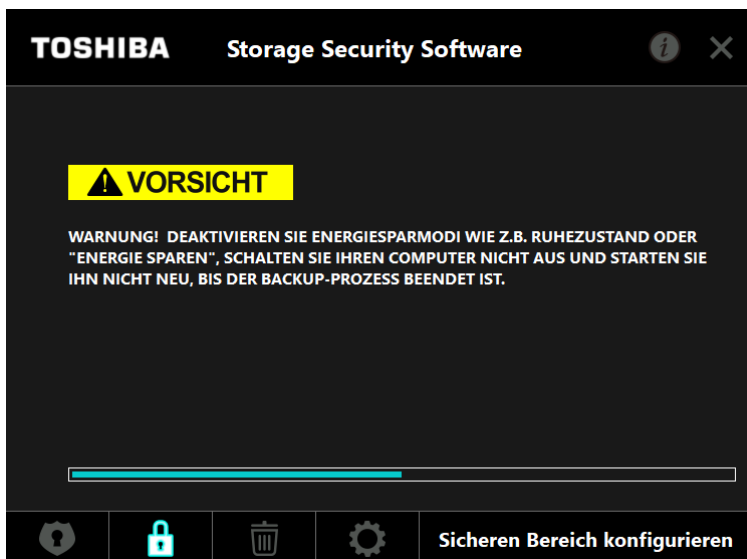 TOSHIBA Storage Security Software
VORSICHT
WARNUNG! DEAKTIVIEREN SIE ENERGIESPARMODI WIE Z.B. RUHEZUSTAND ODER
"ENERGIE SPAREN", SCHALTEN SIE IHREN COMPUTER NICHT AUS UND STARTEN SIE
IHN NICHT NEU, BIS DER BACKUP-PROZESS BEENDET IST.
Sicheren Bereich konfigurieren